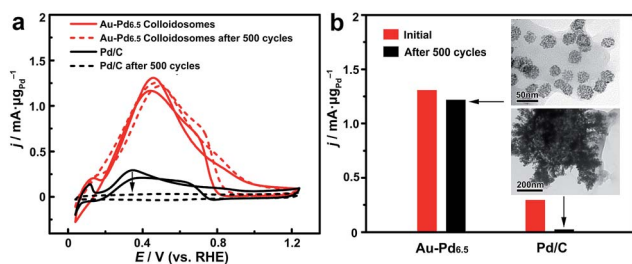 a
Au-Pd6.5 Colloidosomes
Au-Pd6.5 Colloidosomes after 500 cycles
Pd/C
Pd/C after 500 cycles
j / mA·μgPd⁻¹
2
1.5
1.0
0.5
0
0
0.4
0.8
1.2
E / V (vs. RHE)
b
Initial
After 500 cycles
j / mA·μgPd⁻¹
2
1.5
1
0.5
0
50nm
200nm
Au-Pd6.5
Pd/C